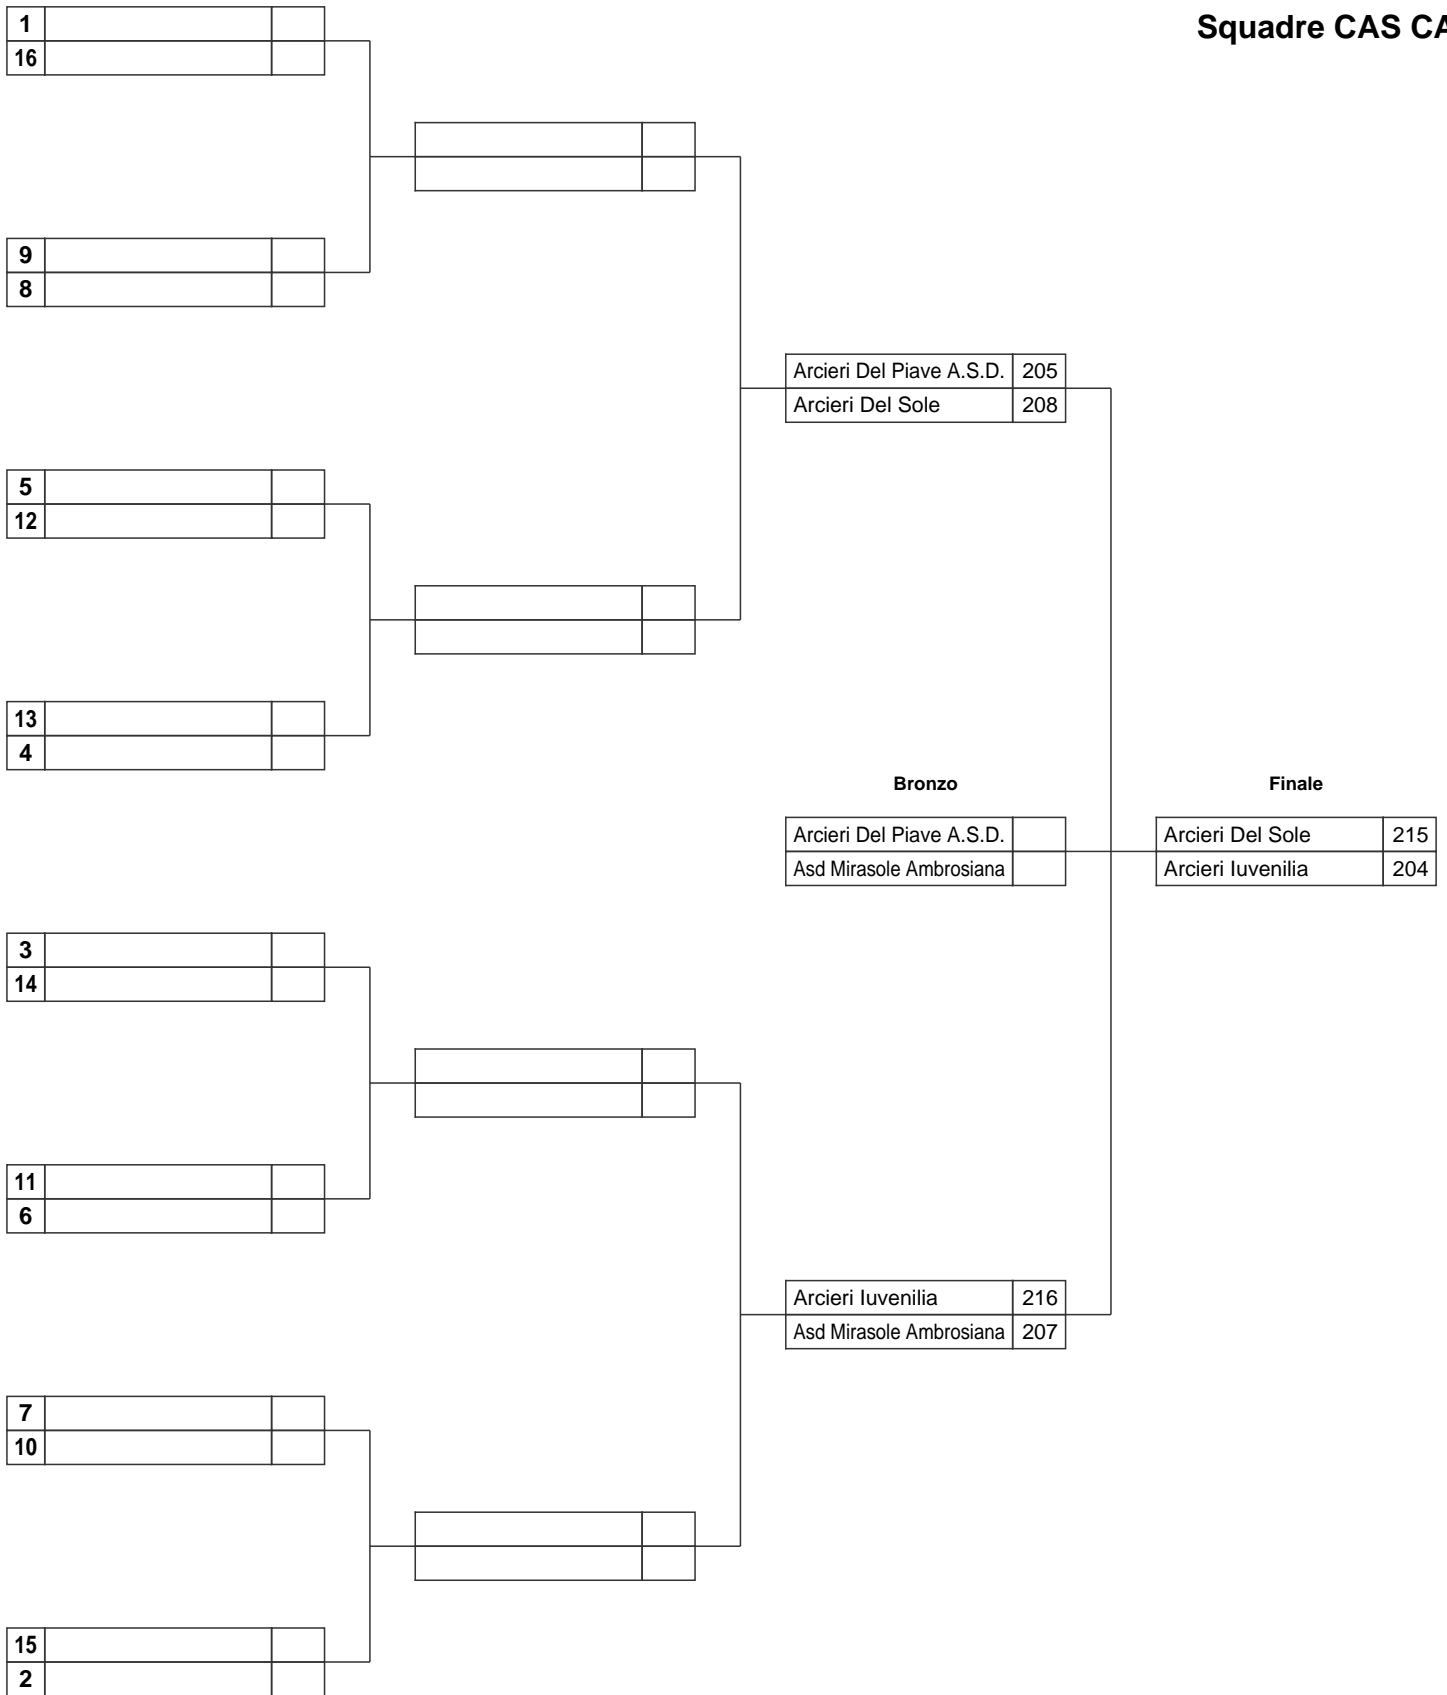 Squadre CAS CA
1
16
9
8
Arcieri Del Piave A.S.D. 205
Arcieri Del Sole 208
5
12
13
4
Bronzo
Arcieri Del Piave A.S.D.
Asd Mirasole Ambrosiana
Finale
Arcieri Del Sole 215
Arcieri Iuvenilia 204
3
14
11
6
Arcieri Iuvenilia 216
Asd Mirasole Ambrosiana 207
7
10
15
2